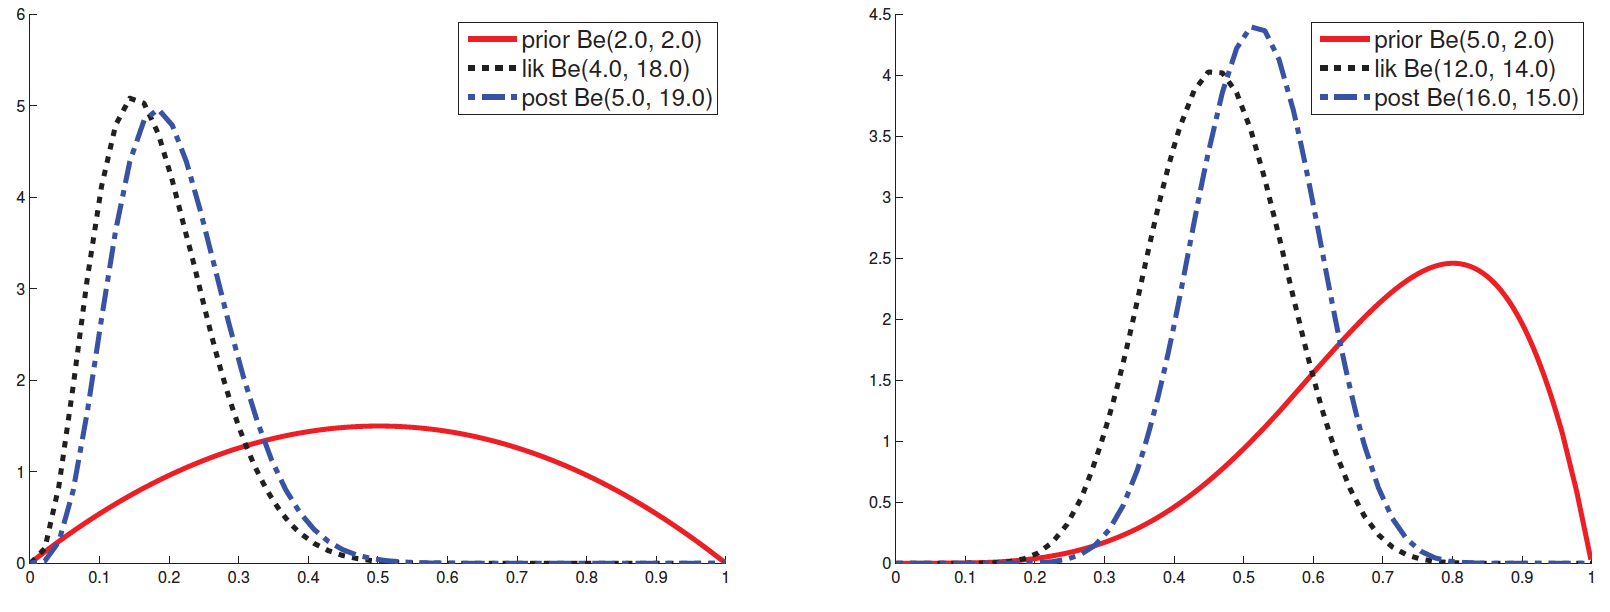 6
5
4
3
2
1
0
0 0.1 0.2 0.3 0.4 0.5 0.6 0.7 0.8 0.9 1
prior Be(2.0, 2.0)
lik Be(4.0, 18.0)
post Be(5.0, 19.0)
4.5
4
3.5
3
2.5
2
1.5
1
0.5
0
0 0.1 0.2 0.3 0.4 0.5 0.6 0.7 0.8 0.9 1
prior Be(5.0, 2.0)
lik Be(12.0, 14.0)
post Be(16.0, 15.0)